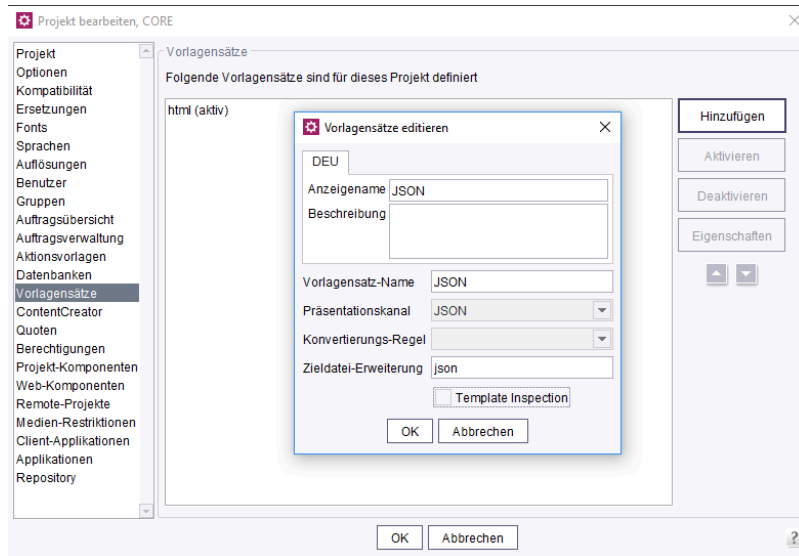 Projekt bearbeiten, CORE
Projekt
Optionen
Kompatibilität
Ersetzungen
Fonts
Sprachen
Auflösungen
Benutzer
Gruppen
Auftragsübersicht
Auftragsverwaltung
Aktionsvorlagen
Datenbanken
Vorlagensätze
ContentCreator
Quoten
Berechtigungen
Projekt-Komponenten
Web-Komponenten
Remote-Projekte
Medien-Restriktionen
Client-Applikationen
Applikationen
Repository
Vorlagensätze
Folgende Vorlagensätze sind für dieses Projekt definiert
html (aktiv)
Vorlagensätze editieren
DEU
Anzeigename JSON
Beschreibung
Vorlagensatz-Name JSON
Präsentationskanal JSON
Konvertierungs-Regel
Zieldatei-Erweiterung json
Template Inspection
OK Abbrechen
Hinzufügen
Aktivieren
Deaktivieren
Eigenschaften
OK Abbrechen
?